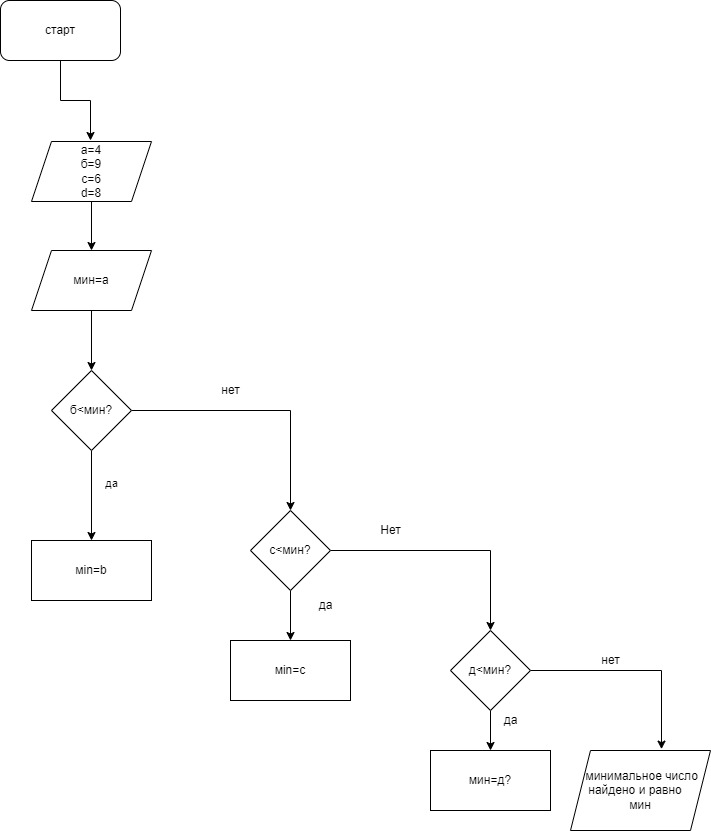 старт
а=4
б=9
с=6
d=8
мин=а
б<мин?
нет
да
мin=b
с<мин?
Нет
да
мin=c
д<мин?
нет
да
мин=д?
минимальное число
найдено и равно
мин